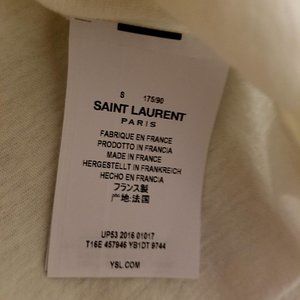 S 175/90
SAINT LAURENT
PARIS
FABRIQUE EN FRANCE
PRODOTTO IN FRANCIA
MADE IN FRANCE
HERGESTELLT IN FRANKREICH
HECHO EN FRANCIA
フランス製
产地:法国
UP53 2016 01017
T16E 457946 YB1DT 9744
YSL.COM